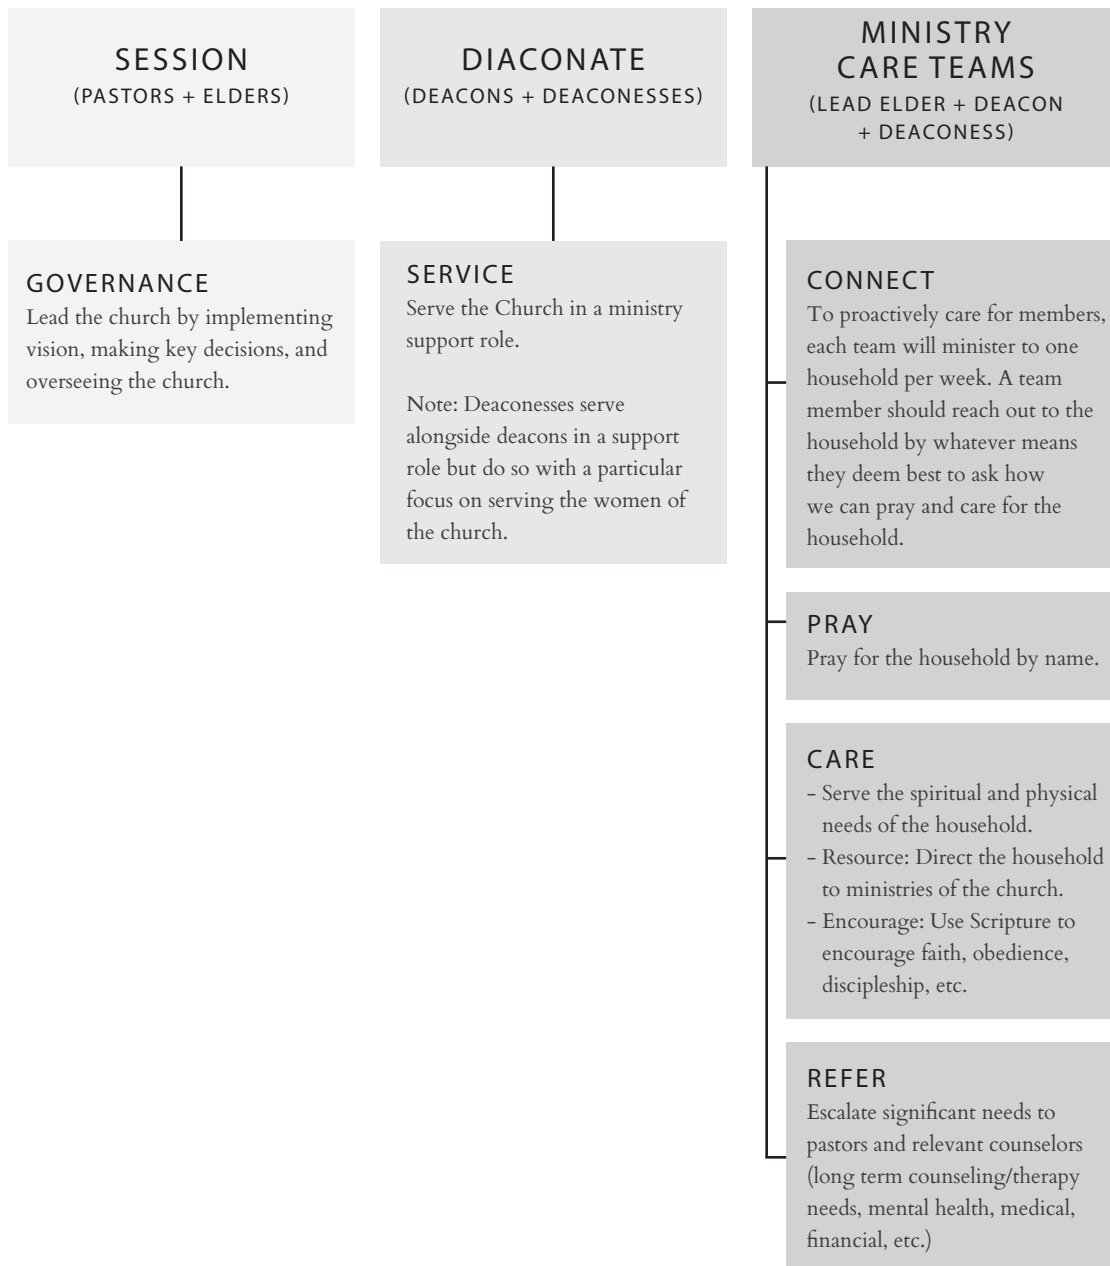 SESSION
(PASTORS + ELDERS)
GOVERNANCE
Lead the church by implementing
vision, making key decisions, and
overseeing the church.
DIACONATE
(DEACONS + DEACONESSES)
SERVICE
Serve the Church in a ministry
support role.
Note: Deaconesses serve
alongside deacons in a support
role but do so with a particular
focus on serving the women of
the church.
MINISTRY
CARE TEAMS
(LEAD ELDER + DEACON
+ DEACONESS)
CONNECT
To proactively care for members,
each team will minister to one
household per week. A team
member should reach out to the
household by whatever means
they deem best to ask how
we can pray and care for the
household.
PRAY
Pray for the household by name.
CARE
- Serve the spiritual and physical
needs of the household.
- Resource: Direct the household
to ministries of the church.
- Encourage: Use Scripture to
encourage faith, obedience,
discipleship, etc.
REFER
Escalate significant needs to
pastors and relevant counselors
(long term counseling/therapy
needs, mental health, medical,
financial, etc.)